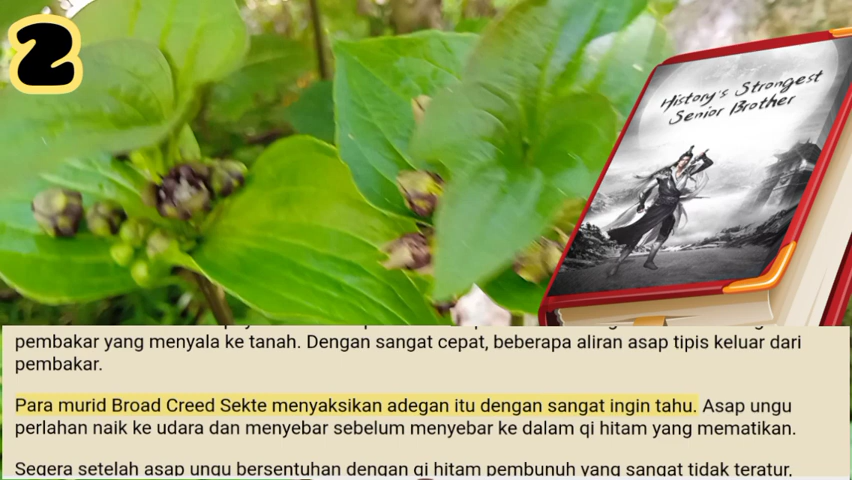 2
History's Strongest
Senior Brother
pembakar yang menyala ke tanah. Dengan sangat cepat, beberapa aliran asap tipis keluar dari
pembakar.
Para murid Broad Creed Sekte menyaksikan adegan itu dengan sangat ingin tahu. Asap ungu
perlahan naik ke udara dan menyebar sebelum menyebar ke dalam qi hitam yang mematikan.
Segera setelah asap ungu bersentuhan dengan qi hitam pembunuh yang sangat tidak teratur,